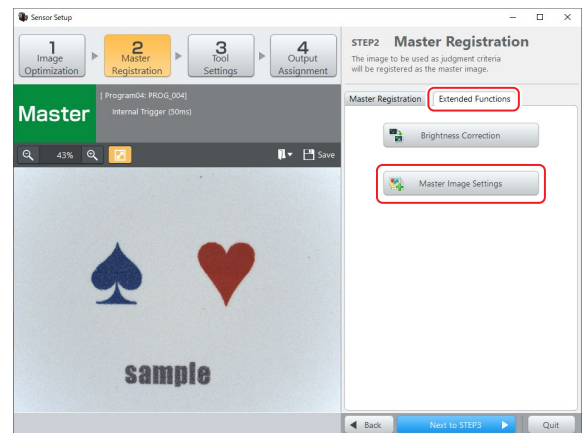 Sensor Setup
1
Image
Optimization
2
Master
Registration
3
Tool
Settings
4
Output
Assignment
STEP2 Master Registration
The image to be used as judgment criteria
will be registered as the master image.
Master
[ Program04: PROG_004]
Internal Trigger (50ms)
Master Registration
Extended Functions
Brightness Correction
Master Image Settings
43%
Save
sample
Back
Next to STEP3
Quit